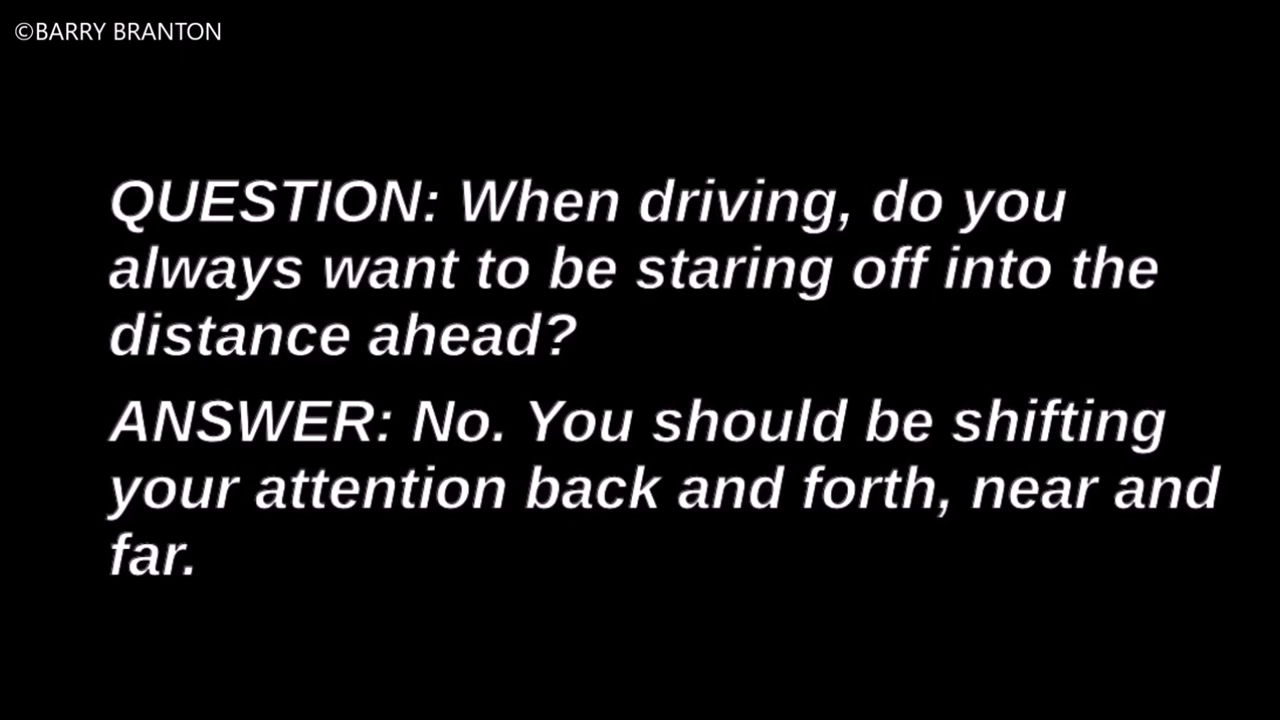 ©BARRY BRANTON
QUESTION: When driving, do you
always want to be staring off into the
distance ahead?
ANSWER: No. You should be shifting
your attention back and forth, near and
far.